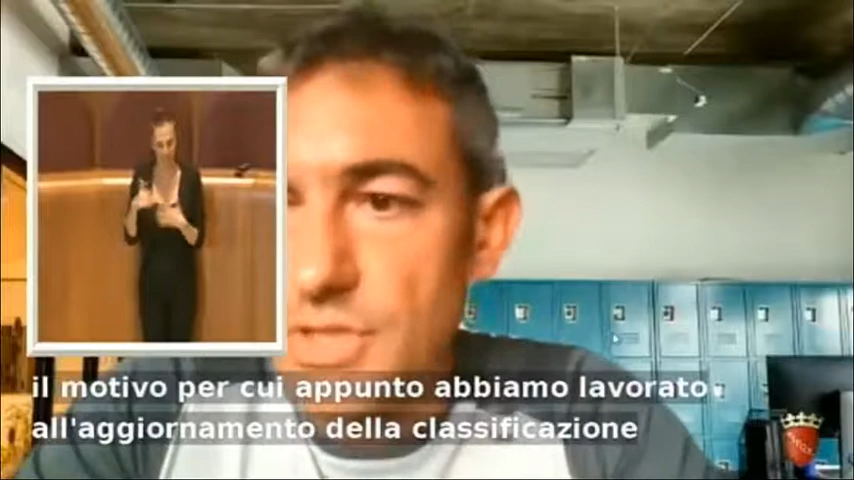 il motivo per cui appunto abbiamo lavorato
all'aggiornamento della classificazione